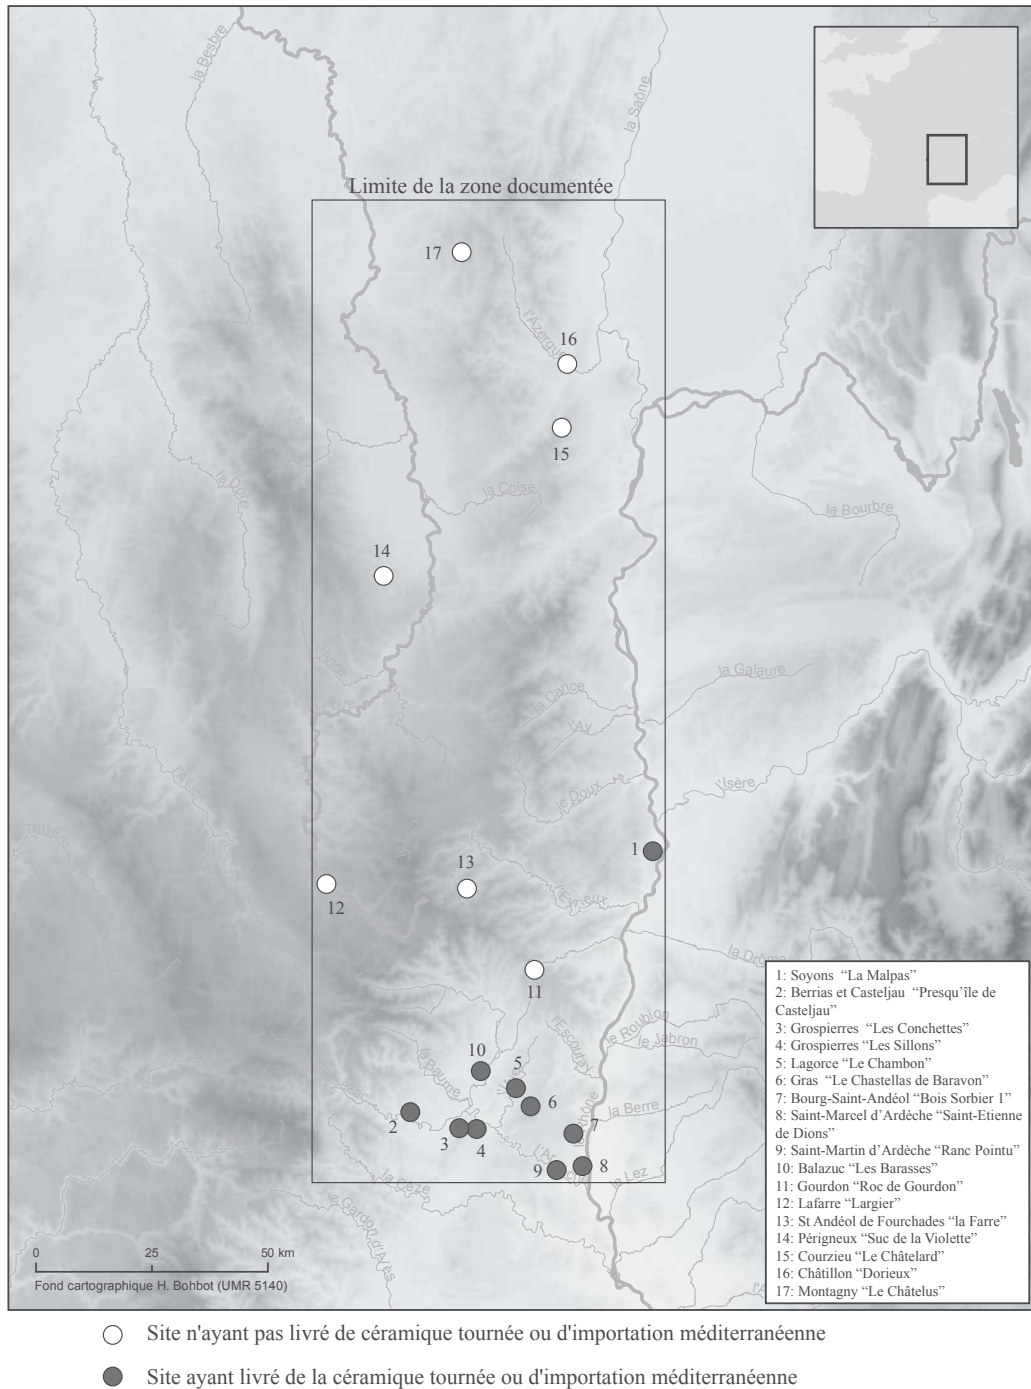 la Besbre
la Saône
Limite de la zone documentée
17
l'Azergue
16
15
la Coise
la Dore
la Bourbre
14
la Galaure
la Cance
l'Ay
l'Isère
l'Allier
le Doux
1
13
12
l'Eyrieux
la Drôme
11
le Roubion
l'Escoutay
le Jabron
10
la Baume
5
6
la Berre
2
3
4
7
8
9
le Lez
la Cèze
le Gardon d'Alès
0 25 50 km
Fond cartographique H. Bohbot (UMR 5140)
1: Soyons “La Malpas”
2: Berrias et Casteljau “Presqu’île de
Casteljau”
3: Grospierres “Les Conchettes”
4: Grospierres “Les Sillons”
5: Lagorce “Le Chambon”
6: Gras “Le Chastellas de Baravon”
7: Bourg-Saint-Andéol “Bois Sorbier 1”
8: Saint-Marcel d’Ardèche “Saint-Etienne
de Dions”
9: Saint-Martin d’Ardèche “Ranc Pointu”
10: Balazuc “Les Barasses”
11: Gourdon “Roc de Gourdon”
12: Lafarre “Largier”
13: St Andéol de Fourchades “la Farre”
14: Périgneux “Suc de la Violette”
15: Courzieu “Le Châtelard”
16: Châtillon “Dorieux”
17: Montagny “Le Châtelus”
Site n'ayant pas livré de céramique tournée ou d'importation méditerranéenne
Site ayant livré de la céramique tournée ou d'importation méditerranéenne